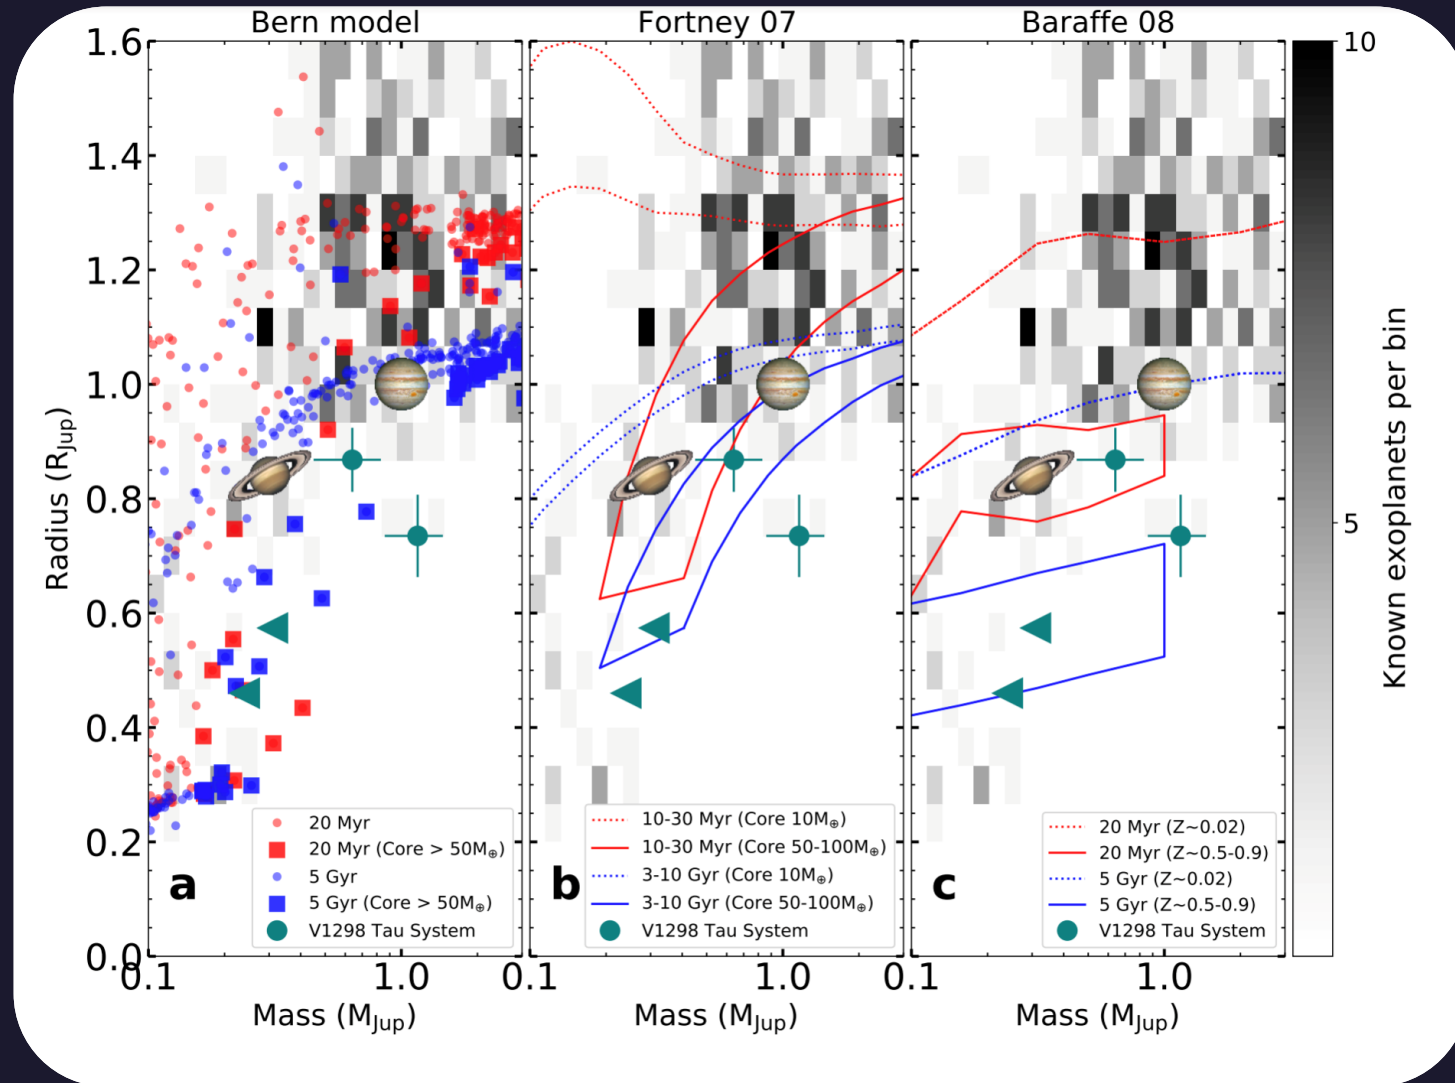 Bern model
Fortney 07
Baraffe 08
1.6
1.4
1.2
1.0
0.8
0.6
0.4
0.2
0.0
Radius (R_Jup)
a
20 Myr
20 Myr (Core > 50M⊕)
5 Gyr
5 Gyr (Core > 50M⊕)
V1298 Tau System
b
10-30 Myr (Core 10M⊕)
10-30 Myr (Core 50-100M⊕)
3-10 Gyr (Core 10M⊕)
3-10 Gyr (Core 50-100M⊕)
V1298 Tau System
c
20 Myr (Z~0.02)
20 Myr (Z~0.5-0.9)
5 Gyr (Z~0.02)
5 Gyr (Z~0.5-0.9)
V1298 Tau System
0.1 1.0 0.1 1.0 0.1 1.0
Mass (M_Jup)
Mass (M_Jup)
Mass (M_Jup)
10
5
Known exoplanets per bin